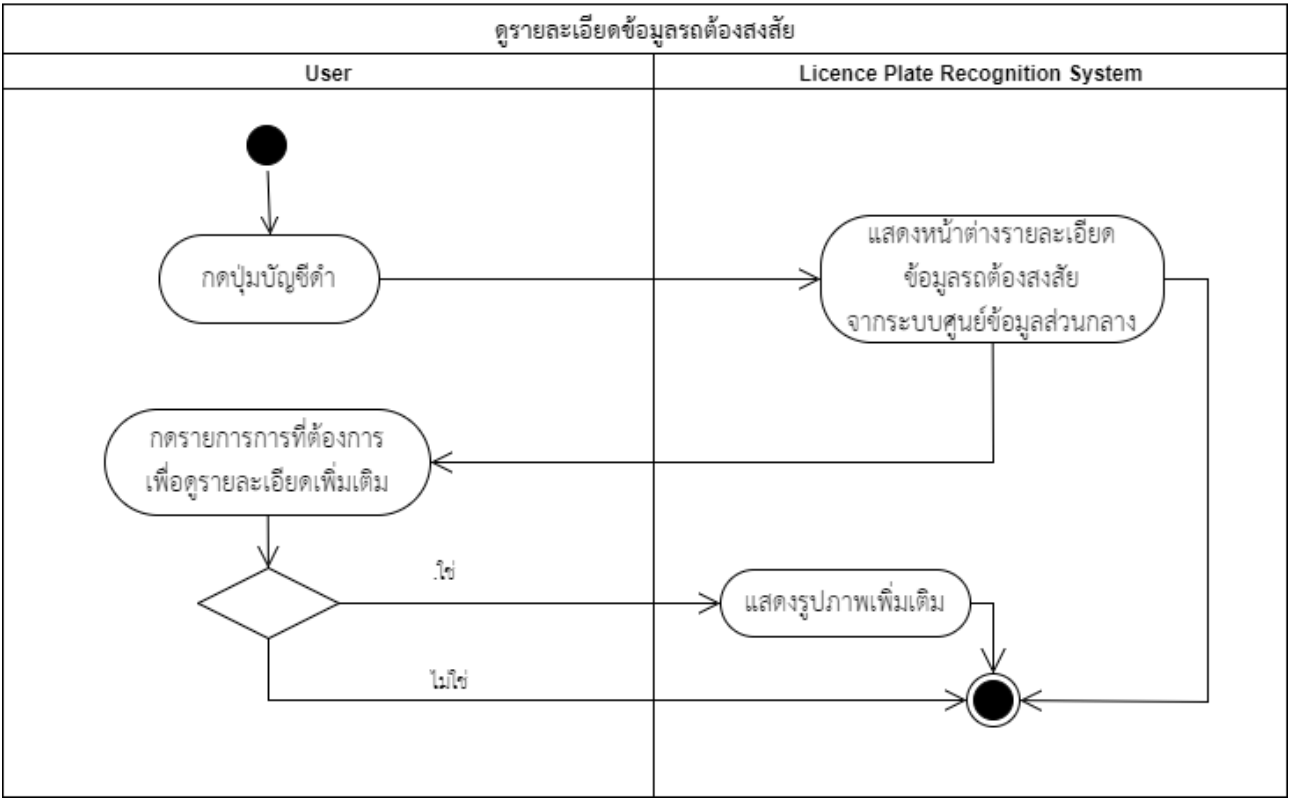 ดูรายละเอียดข้อมูลรถต้องสงสัย
User
Licence Plate Recognition System
กดปุ่มบัญชีดำ
แสดงหน้าต่างรายละเอียด
ข้อมูลรถต้องสงสัย
จากระบบศูนย์ข้อมูลส่วนกลาง
กดรายการการที่ต้องการ
เพื่อดูรายละเอียดเพิ่มเติม
.ใช่
แสดงรูปภาพเพิ่มเติม
ไม่ใช่